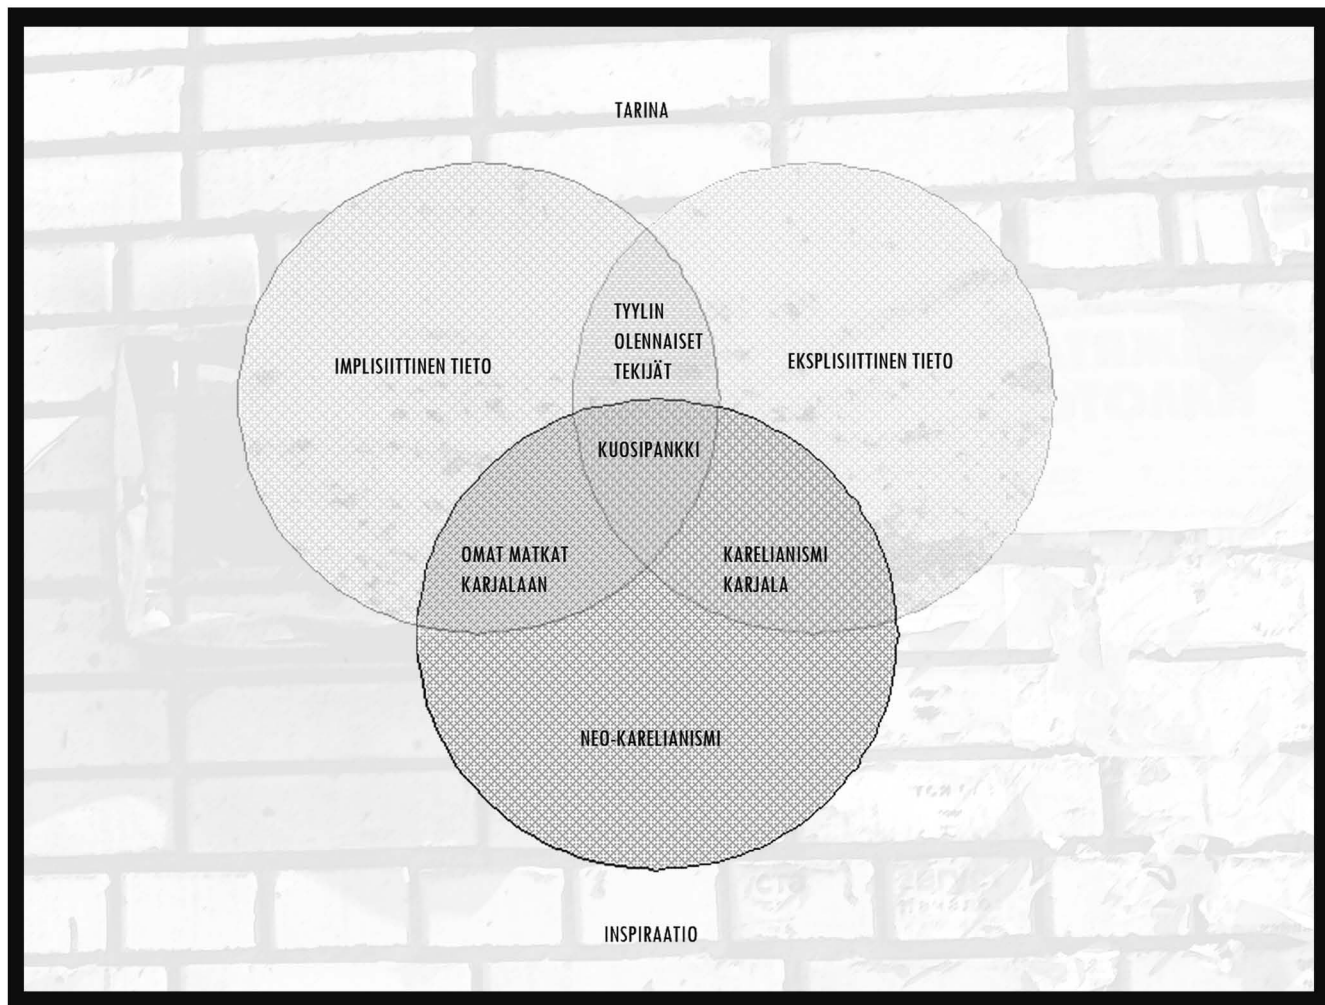 TARINA
TYYLIN
OLENNAISET
TEKIJÄT
IMPLISIITTINEN TIETO
EKSPLISIITTINEN TIETO
KUOSIPANKKI
OMAT MATKAT
KARJALAAN
KARELIANISMI
KARJALA
NEO-KARELIANISMI
INSPIRAATIO